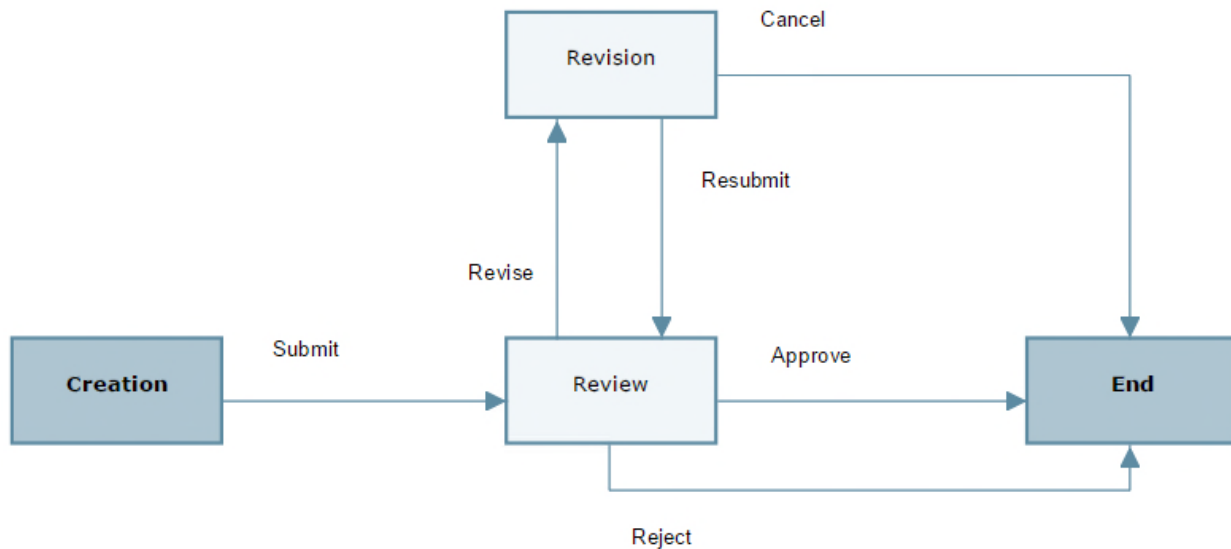 Cancel
Revision
Resubmit
Revise
Submit
Approve
Creation
Review
End
Reject